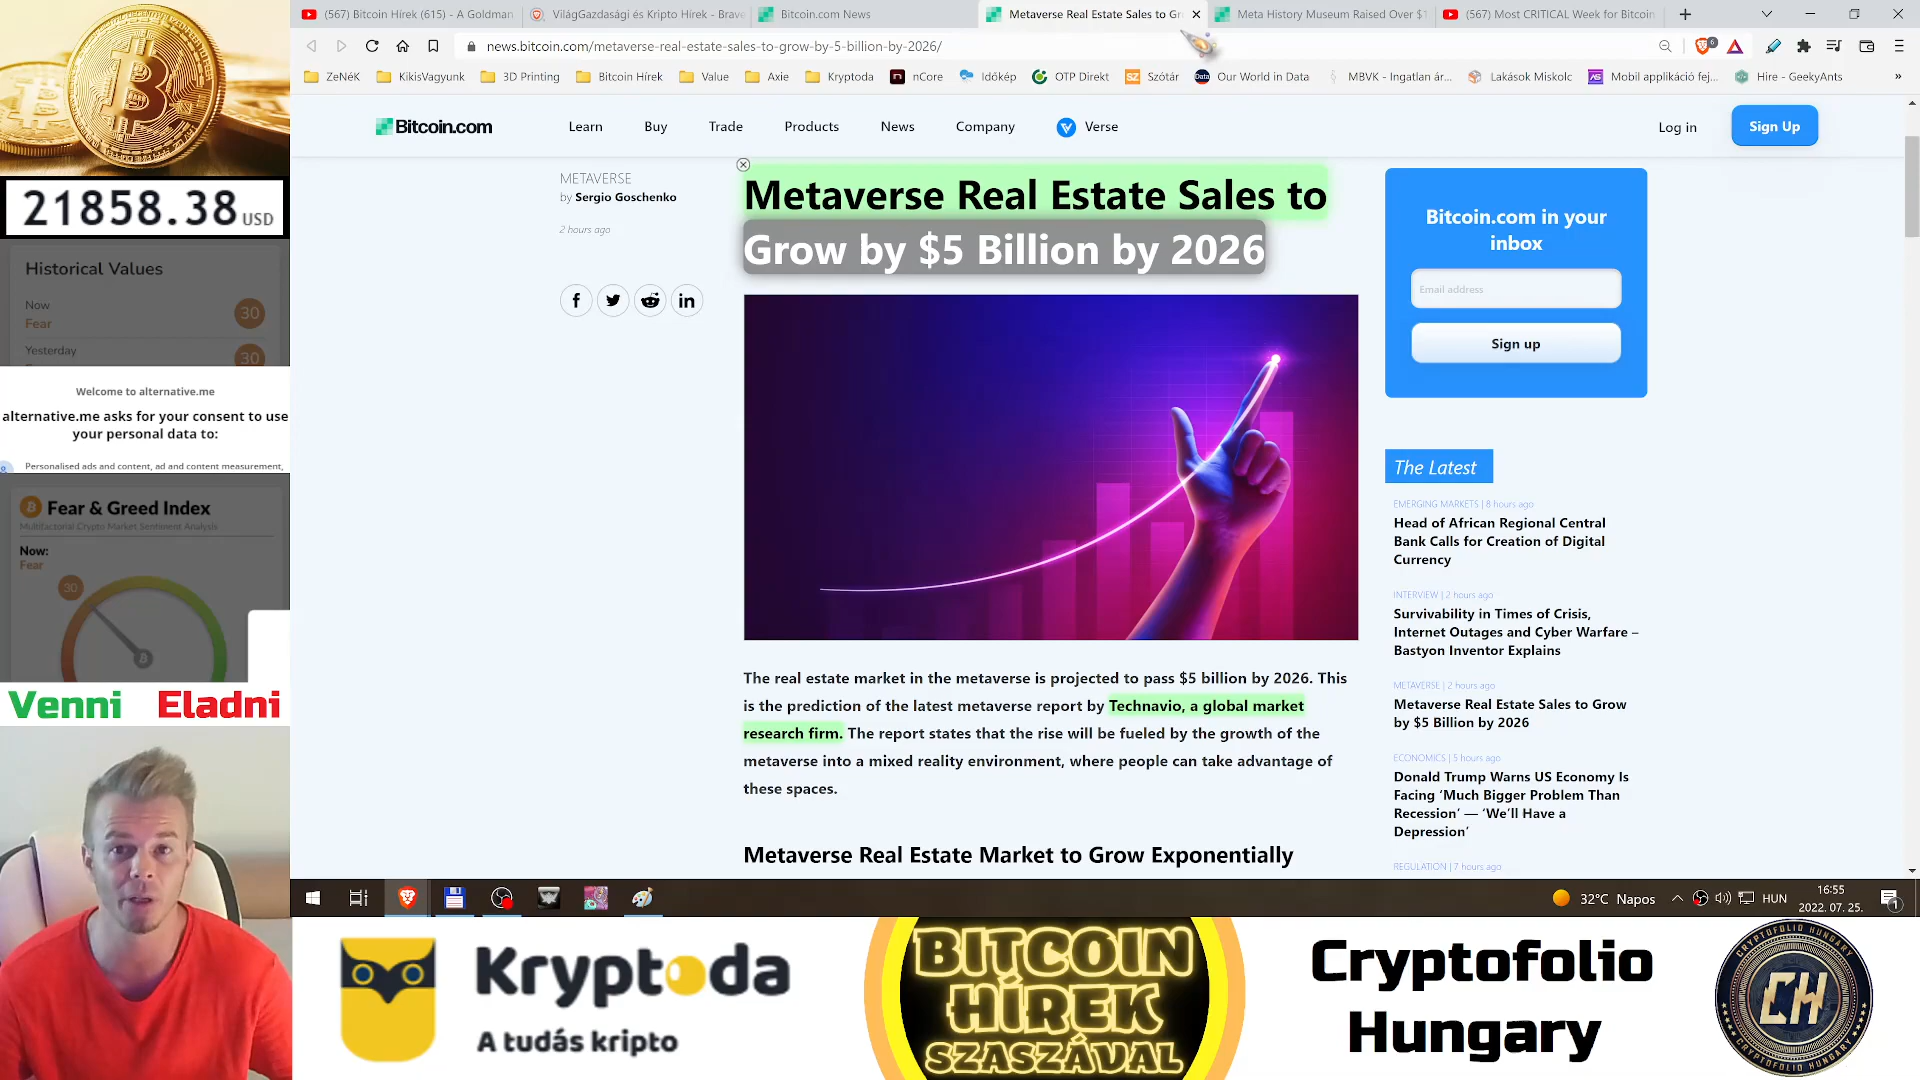 (567) Bitcoin Hírek (615) - A Goldman
VilágGazdasági és Kripto Hírek - Brave
Bitcoin.com News
Metaverse Real Estate Sales to Gr
Meta History Museum Raised Over $1
(567) Most CRITICAL Week for Bitcoin
news.bitcoin.com/metaverse-real-estate-sales-to-grow-by-5-billion-by-2026/
6
ZeNéK
KikisVagyunk
3D Printing
Bitcoin Hírek
Value
Axie
Kryptoda
nCore
Időkép
OTP Direkt
SZ Szótár
Data Our World in Data
MBVK - Ingatlan ár...
Lakások Miskolc
Mobil applikáció fej...
Hire - GeekyAnts
Bitcoin.com
Learn
Buy
Trade
Products
News
Company
Verse
Log in
Sign Up
METAVERSE
by Sergio Goschenko
2 hours ago
Metaverse Real Estate Sales to
Grow by $5 Billion by 2026
The real estate market in the metaverse is projected to pass $5 billion by 2026. This
is the prediction of the latest metaverse report by Technavio, a global market
research firm. The report states that the rise will be fueled by the growth of the
metaverse into a mixed reality environment, where people can take advantage of
these spaces.
Metaverse Real Estate Market to Grow Exponentially
Bitcoin.com in your
inbox
Email address
Sign up
The Latest
EMERGING MARKETS | 8 hours ago
Head of African Regional Central
Bank Calls for Creation of Digital
Currency
INTERVIEW | 2 hours ago
Survivability in Times of Crisis,
Internet Outages and Cyber Warfare –
Bastyon Inventor Explains
METAVERSE | 2 hours ago
Metaverse Real Estate Sales to Grow
by $5 Billion by 2026
ECONOMICS | 5 hours ago
Donald Trump Warns US Economy Is
Facing ‘Much Bigger Problem Than
Recession’ — ‘We’ll Have a
Depression’
REGULATION | 7 hours ago
21858.38 USD
Historical Values
Now
Fear
30
Yesterday
30
Welcome to alternative.me
alternative.me asks for your consent to use
your personal data to:
Personalised ads and content, ad and content measurement,
Fear & Greed Index
Multifactorial Crypto Market Sentiment Analysis
Now:
Fear
30
Venni Eladni
32°C Napos
HUN
16:55
2022. 07. 25.
1
Kryptoda
A tudás kripto
BITCOIN
HÍREK
SZASZÁVAL
Cryptofolio
Hungary
CRYPTOFOLIO HUNGARY
CH
CRYPTOFOLIO HUNGARY